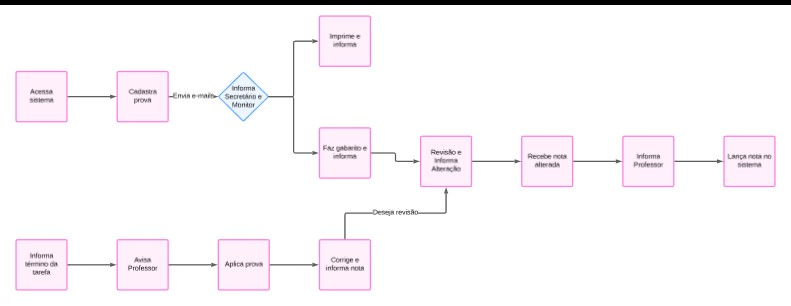 Imprime e
informa
Acessa
sistema
Cadastra
prova
Envia e-mails
Informa
Secretário e
Monitor
Faz gabarito e
informa
Revisão e
Informa
Alteração
Recebe nota
alterada
Informa
Professor
Lança nota no
sistema
Deseja revisão
Informa
término da
tarefa
Avisa
Professor
Aplica prova
Corrige e
informa nota